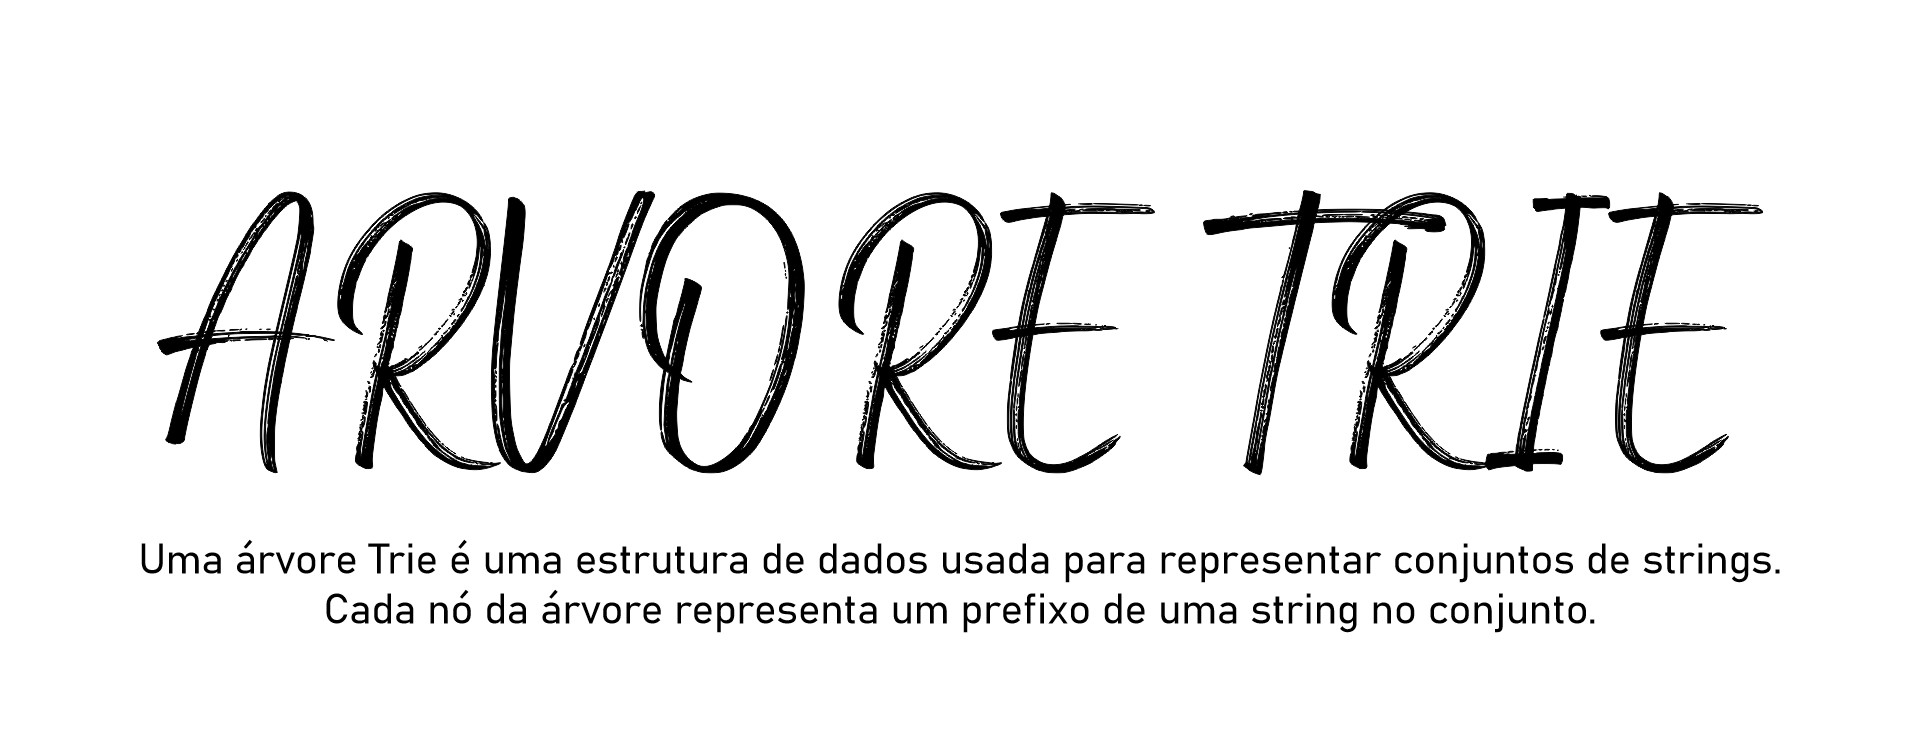 ARVORE TRIE
Uma árvore Trie é uma estrutura de dados usada para representar conjuntos de strings.
Cada nó da árvore representa um prefixo de uma string no conjunto.